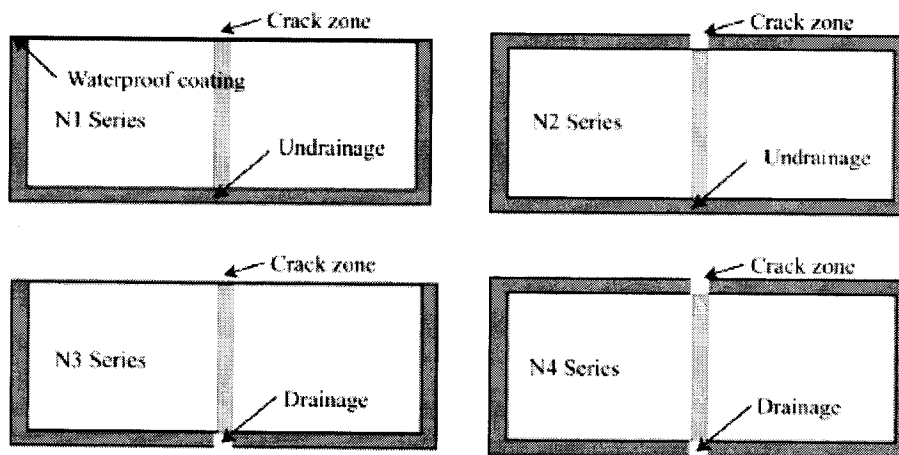 Crack zone
Waterproof coating
N1 Series
Undrainage
Crack zone
N2 Series
Undrainage
Crack zone
N3 Series
Drainage
Crack zone
N4 Series
Drainage